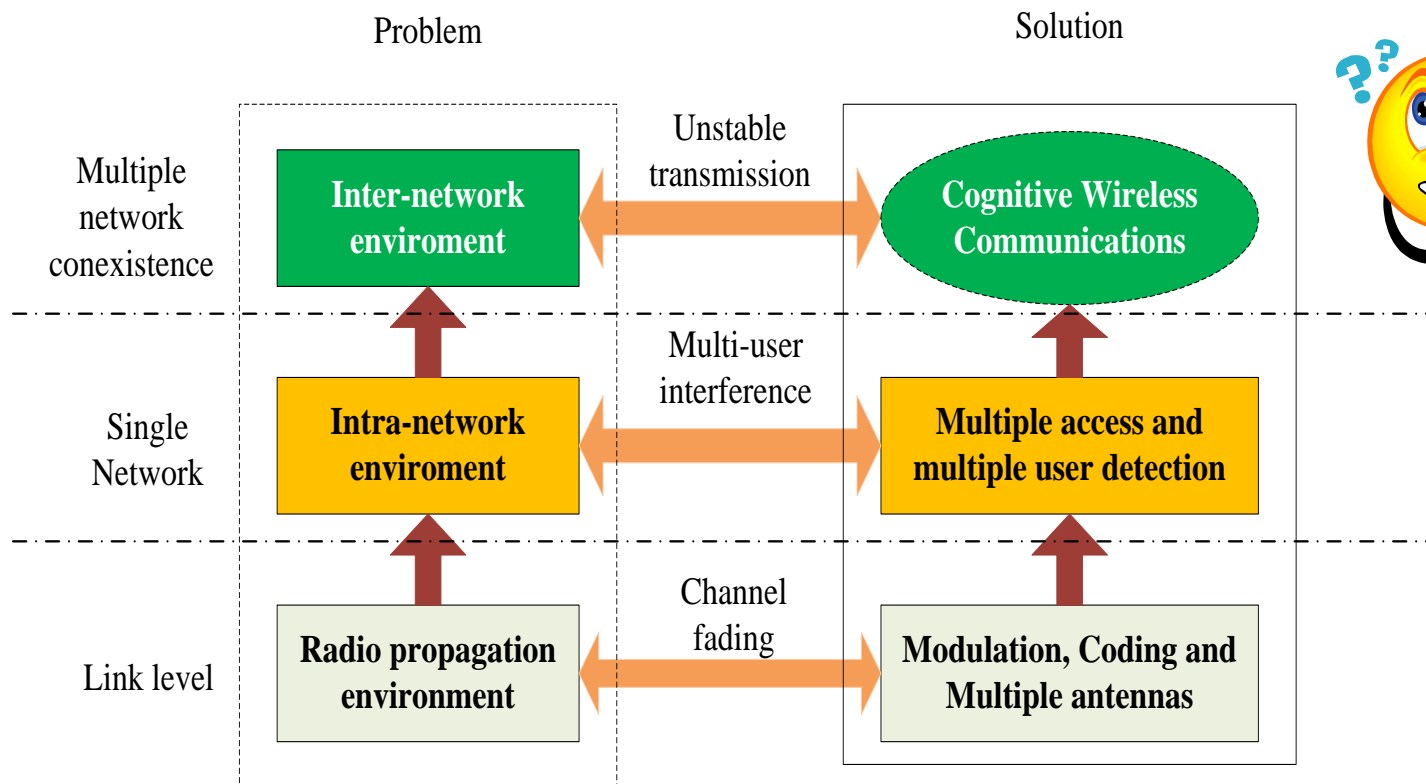 Problem
Solution
Multiple
network
conexistence
Inter-network
enviroment
Unstable
transmission
Cognitive Wireless
Communications
? ?
Single
Network
Intra-network
enviroment
Multi-user
interference
Multiple access and
multiple user detection
Link level
Radio propagation
environment
Channel
fading
Modulation, Coding and
Multiple antennas